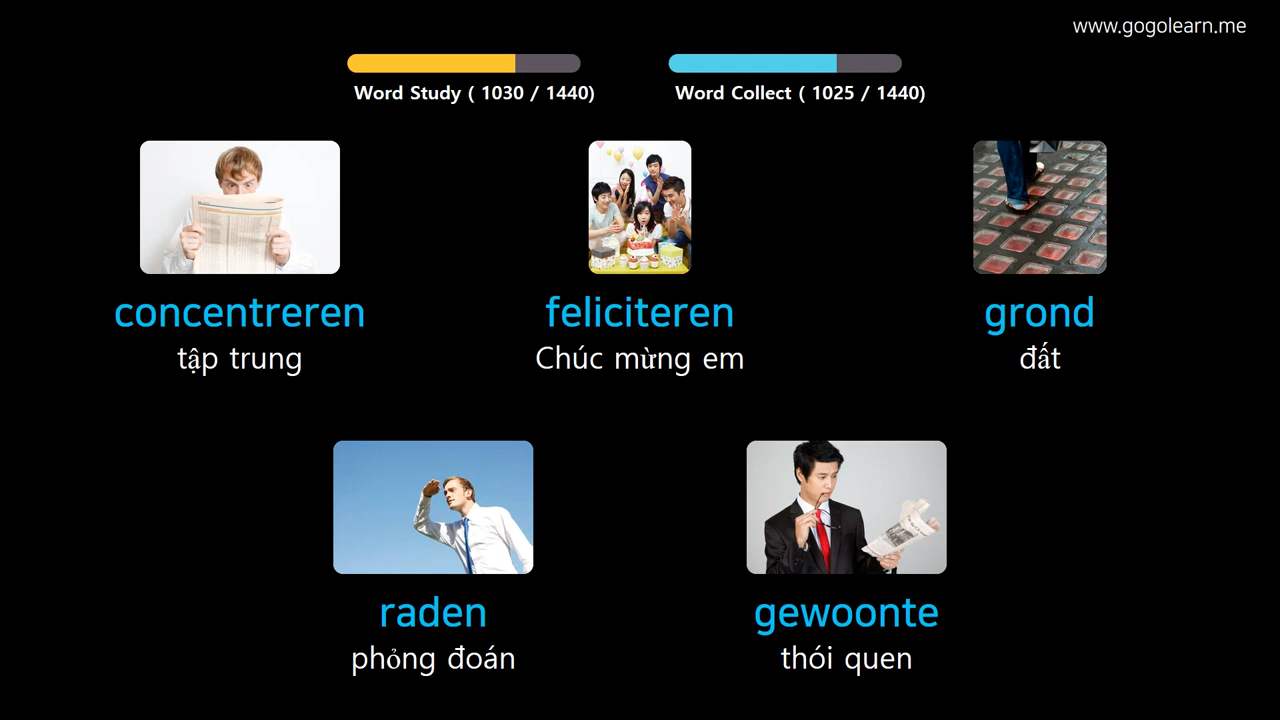 www.gogolearn.me
Word Study ( 1030 / 1440)
Word Collect ( 1025 / 1440)
concentreren
tập trung
feliciteren
Chúc mừng em
grond
đất
raden
phỏng đoán
gewoonte
thói quen